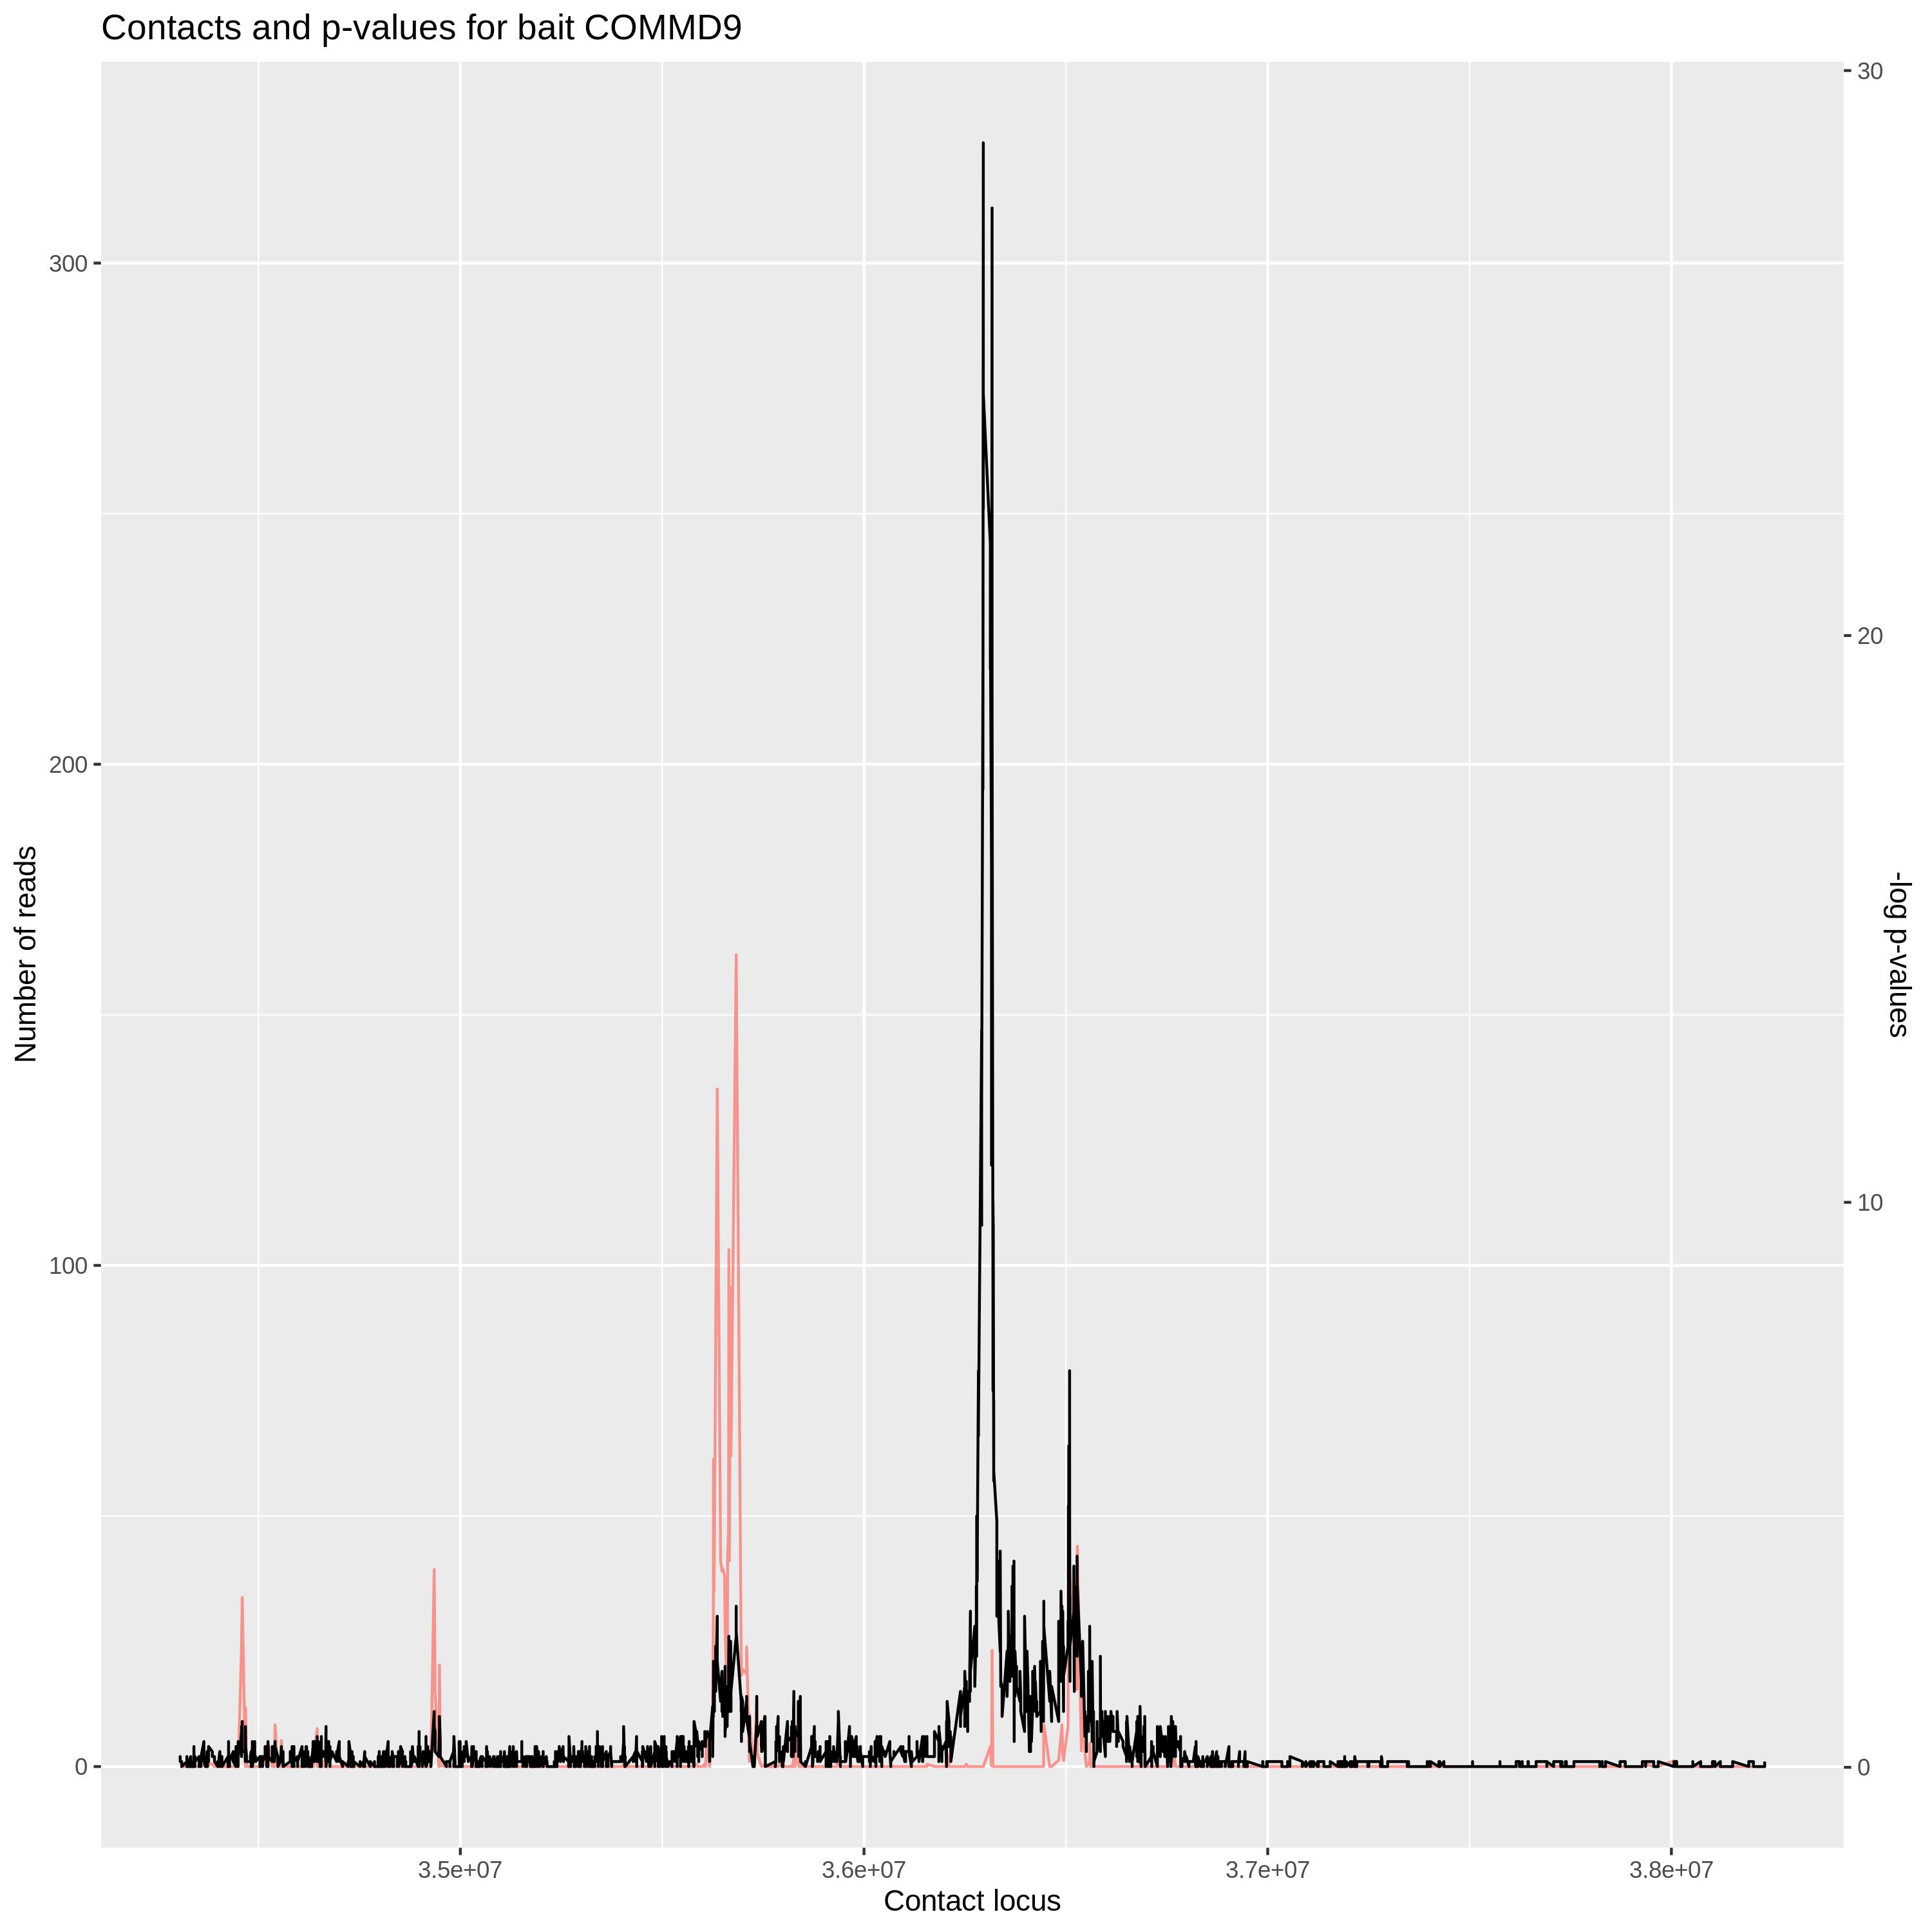 Contacts and p-values for bait COMMD9
30
300
20
200
Number of reads
-log p-values
10
100
0
0
3.5e+07
3.6e+07
3.7e+07
3.8e+07
Contact locus